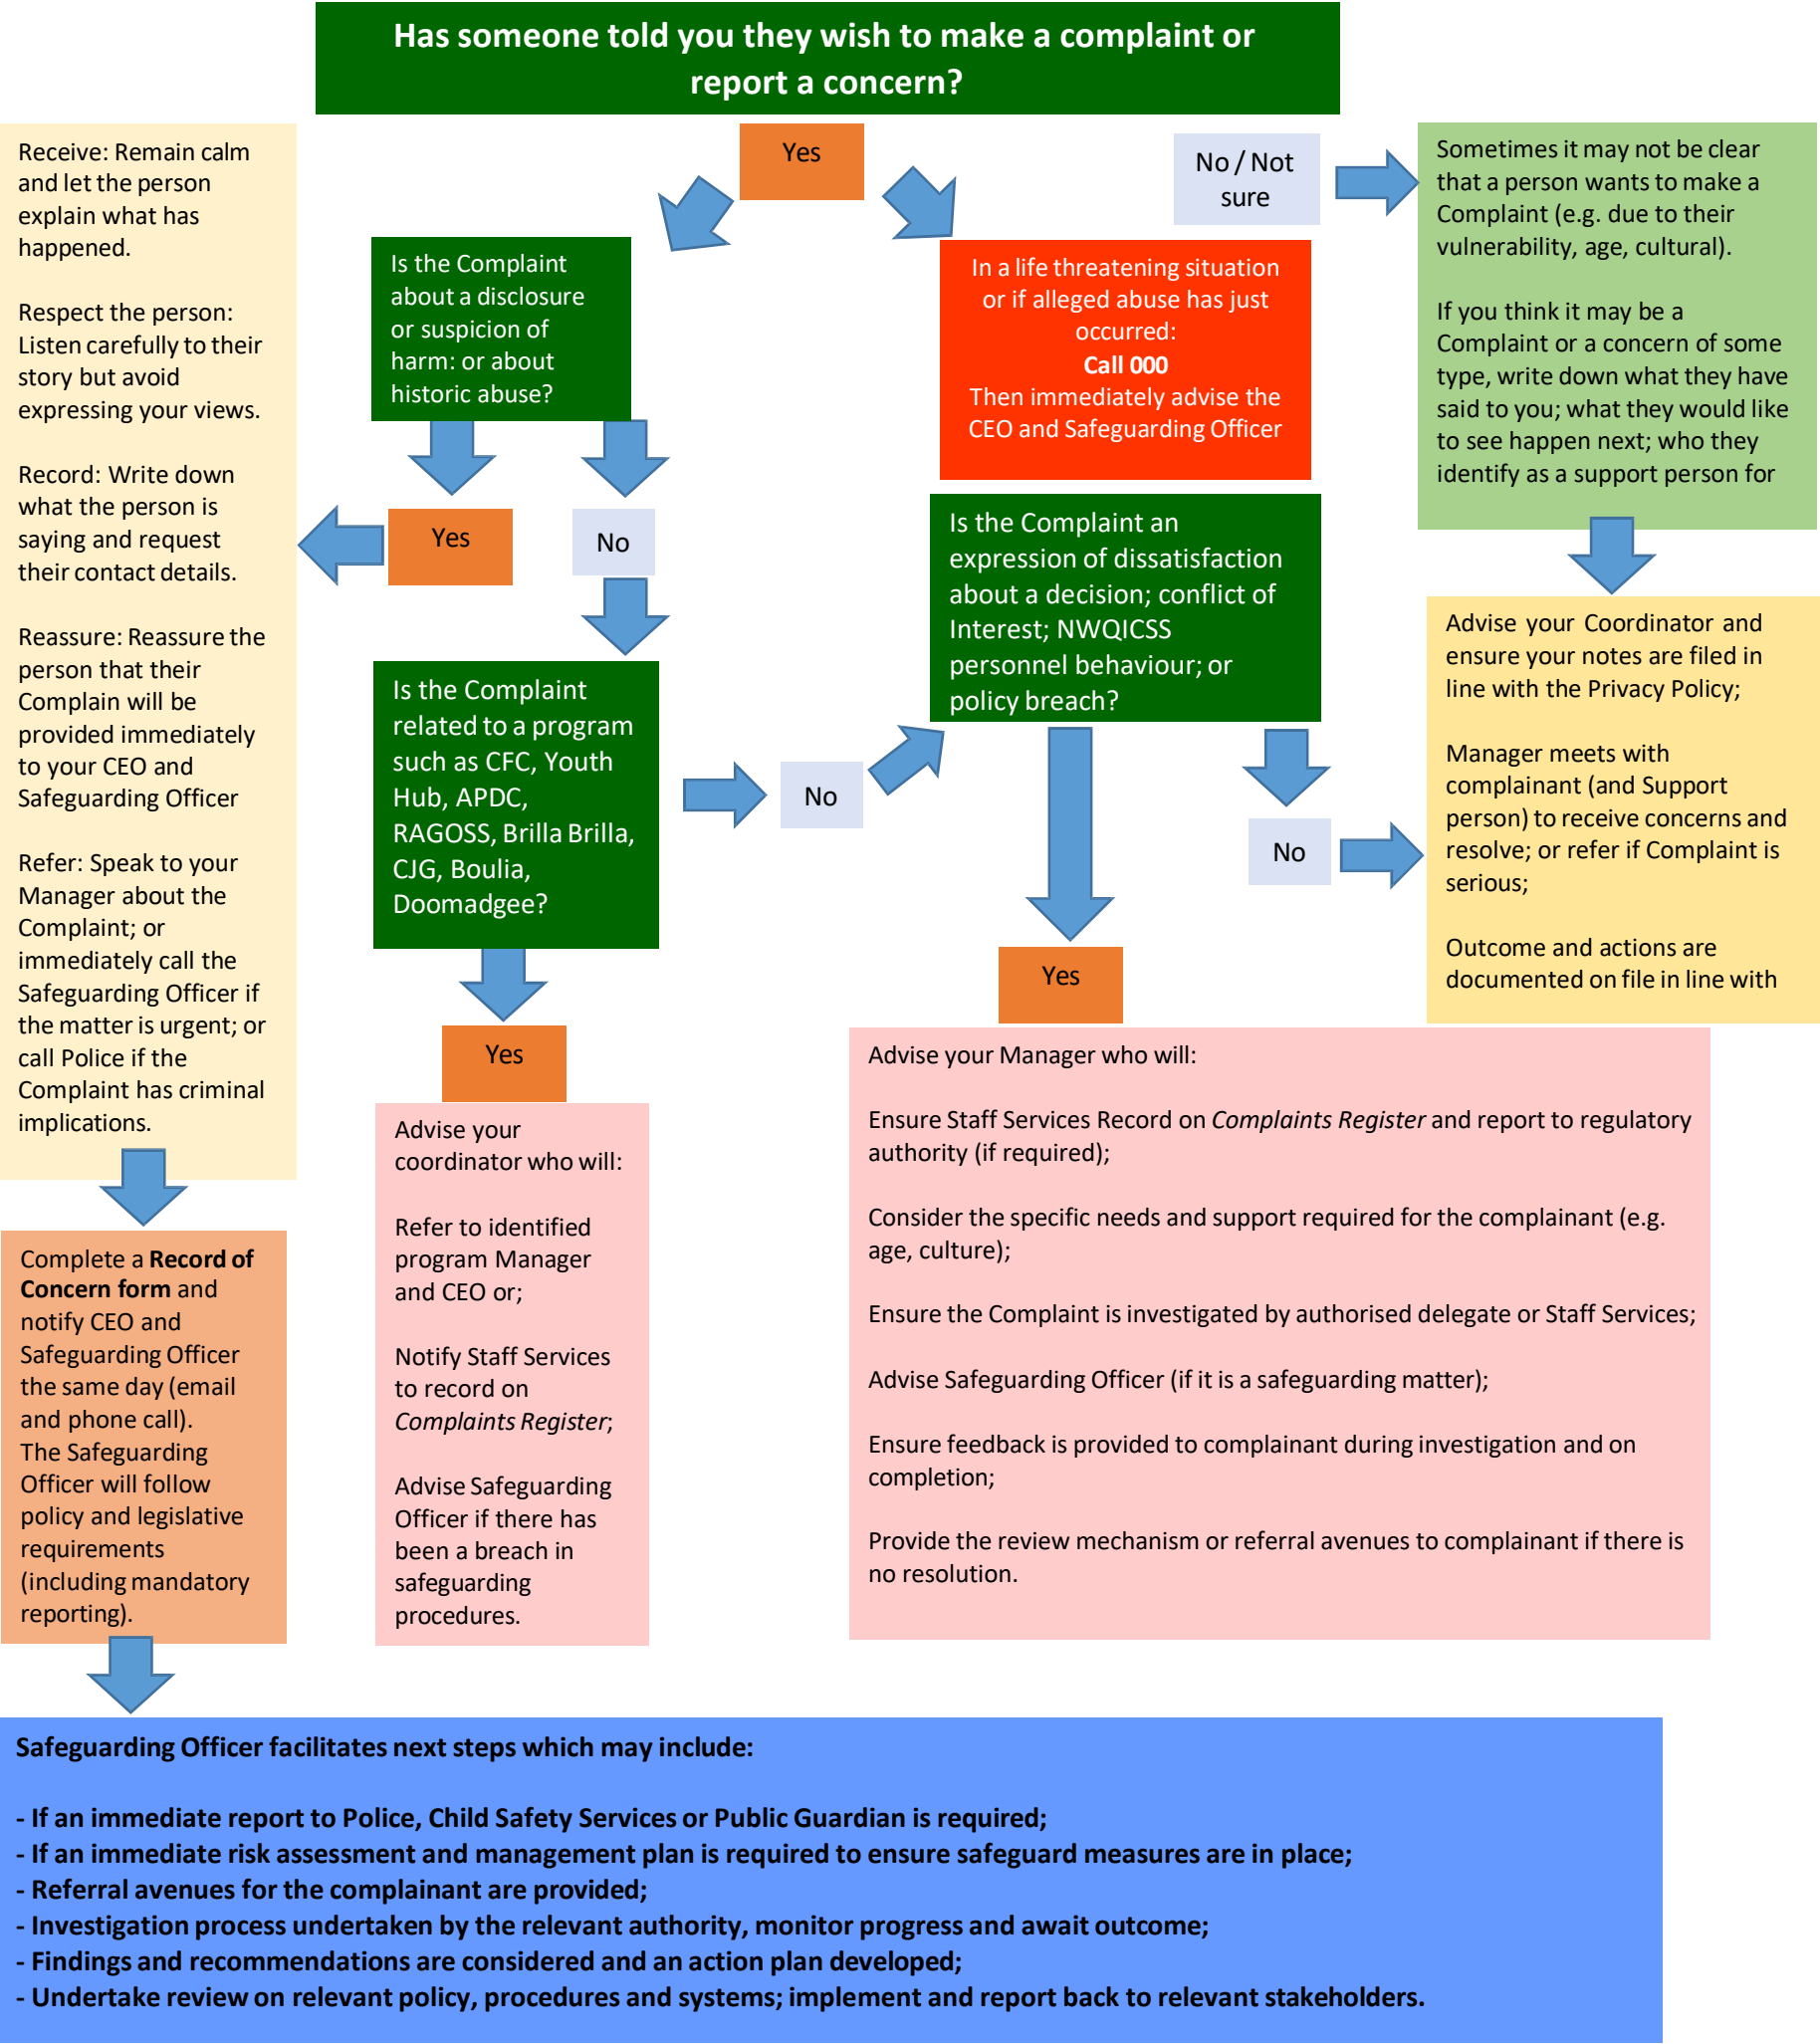 Has someone told you they wish to make a complaint or
report a concern?
Yes
No / Not
sure
Receive: Remain calm
and let the person
explain what has
happened.
Respect the person:
Listen carefully to their
story but avoid
expressing your views.
Record: Write down
what the person is
saying and request
their contact details.
Reassure: Reassure the
person that their
Complain will be
provided immediately
to your CEO and
Safeguarding Officer
Refer: Speak to your
Manager about the
Complaint; or
immediately call the
Safeguarding Officer if
the matter is urgent; or
call Police if the
Complaint has criminal
implications.
Is the Complaint
about a disclosure
or suspicion of
harm: or about
historic abuse?
In a life threatening situation
or if alleged abuse has just
occurred:
Call 000
Then immediately advise the
CEO and Safeguarding Officer
Sometimes it may not be clear
that a person wants to make a
Complaint (e.g. due to their
vulnerability, age, cultural).
If you think it may be a
Complaint or a concern of some
type, write down what they have
said to you; what they would like
to see happen next; who they
identify as a support person for
Yes
No
Is the Complaint an
expression of dissatisfaction
about a decision; conflict of
Interest; NWQICSS
personnel behaviour; or
policy breach?
Is the Complaint
related to a program
such as CFC, Youth
Hub, APDC,
RAGOSS, Brilla Brilla,
CJG, Boulia,
Doomadgee?
No
No
Advise your Coordinator and
ensure your notes are filed in
line with the Privacy Policy;
Manager meets with
complainant (and Support
person) to receive concerns and
resolve; or refer if Complaint is
serious;
Outcome and actions are
documented on file in line with
Yes
Yes
Advise your
coordinator who will:
Refer to identified
program Manager
and CEO or;
Notify Staff Services
to record on
Complaints Register;
Advise Safeguarding
Officer if there has
been a breach in
safeguarding
procedures.
Advise your Manager who will:
Ensure Staff Services Record on Complaints Register and report to regulatory
authority (if required);
Consider the specific needs and support required for the complainant (e.g.
age, culture);
Ensure the Complaint is investigated by authorised delegate or Staff Services;
Advise Safeguarding Officer (if it is a safeguarding matter);
Ensure feedback is provided to complainant during investigation and on
completion;
Provide the review mechanism or referral avenues to complainant if there is
no resolution.
Complete a Record of
Concern form and
notify CEO and
Safeguarding Officer
the same day (email
and phone call).
The Safeguarding
Officer will follow
policy and legislative
requirements
(including mandatory
reporting).
Safeguarding Officer facilitates next steps which may include:
- If an immediate report to Police, Child Safety Services or Public Guardian is required;
- If an immediate risk assessment and management plan is required to ensure safeguard measures are in place;
- Referral avenues for the complainant are provided;
- Investigation process undertaken by the relevant authority, monitor progress and await outcome;
- Findings and recommendations are considered and an action plan developed;
- Undertake review on relevant policy, procedures and systems; implement and report back to relevant stakeholders.